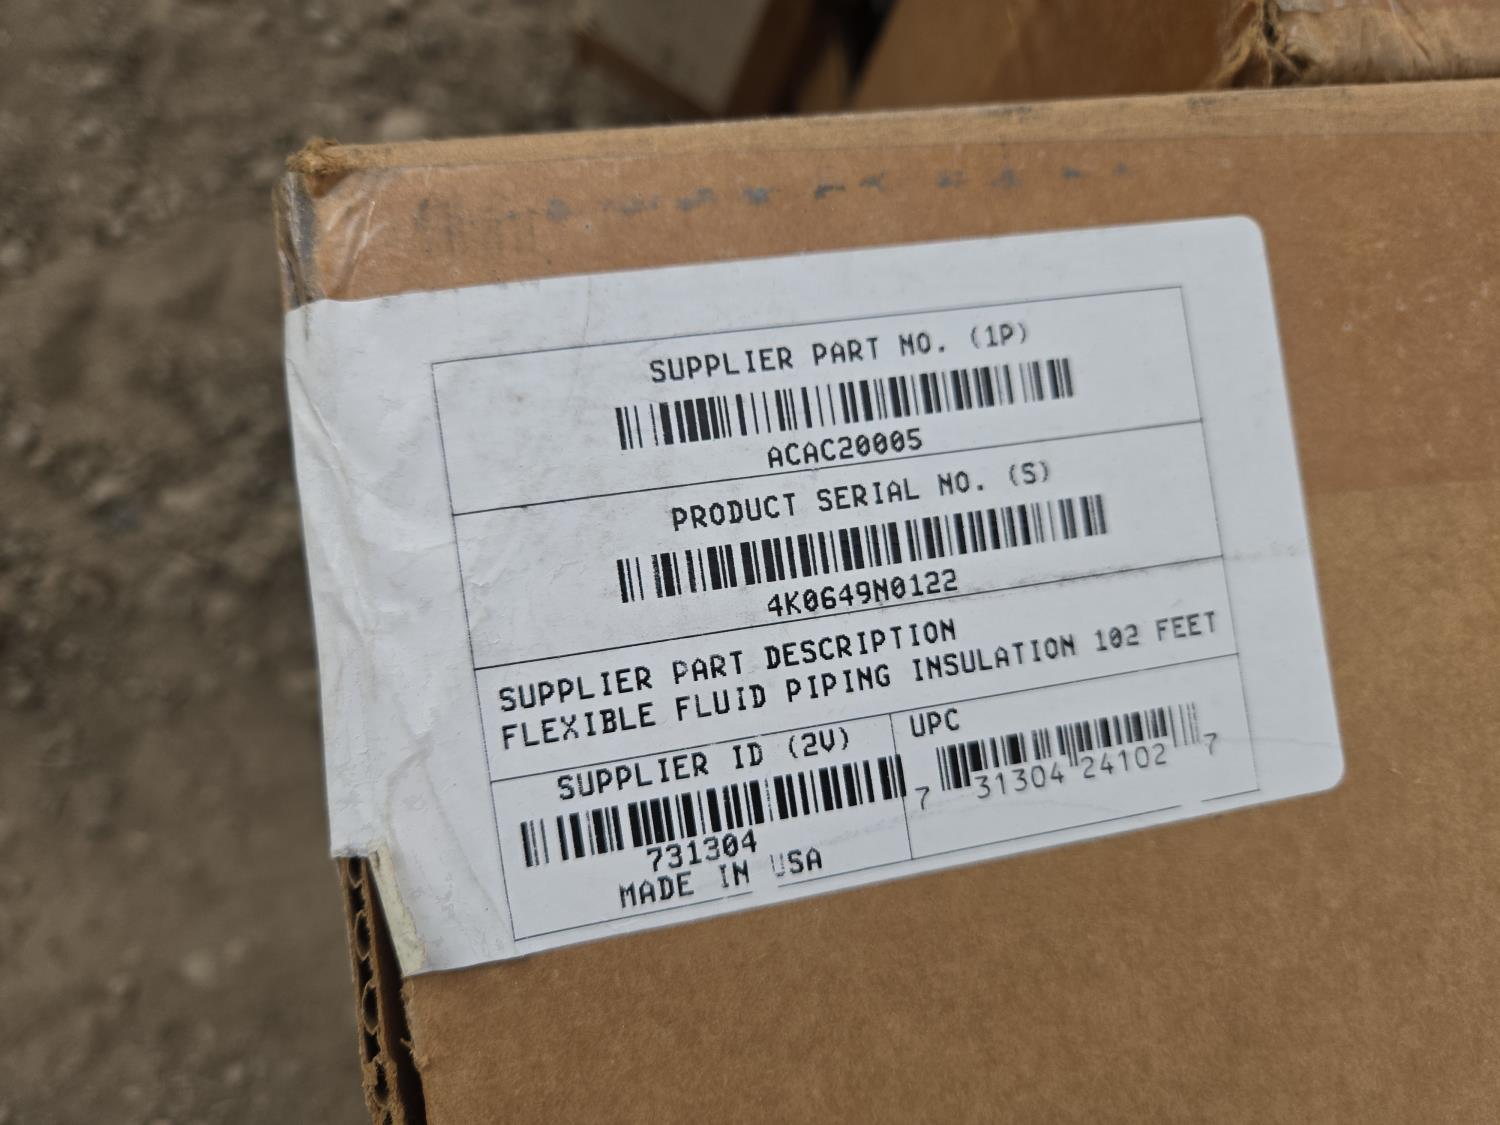 SUPPLIER PART NO. (1P)
ACAC20005
PRODUCT SERIAL NO. (S)
4K0649N0122
SUPPLIER PART DESCRIPTION
FLEXIBLE FLUID PIPING INSULATION 102 FEET
SUPPLIER ID (2V)
731304
MADE IN USA
UPC
7 31304 24102 7